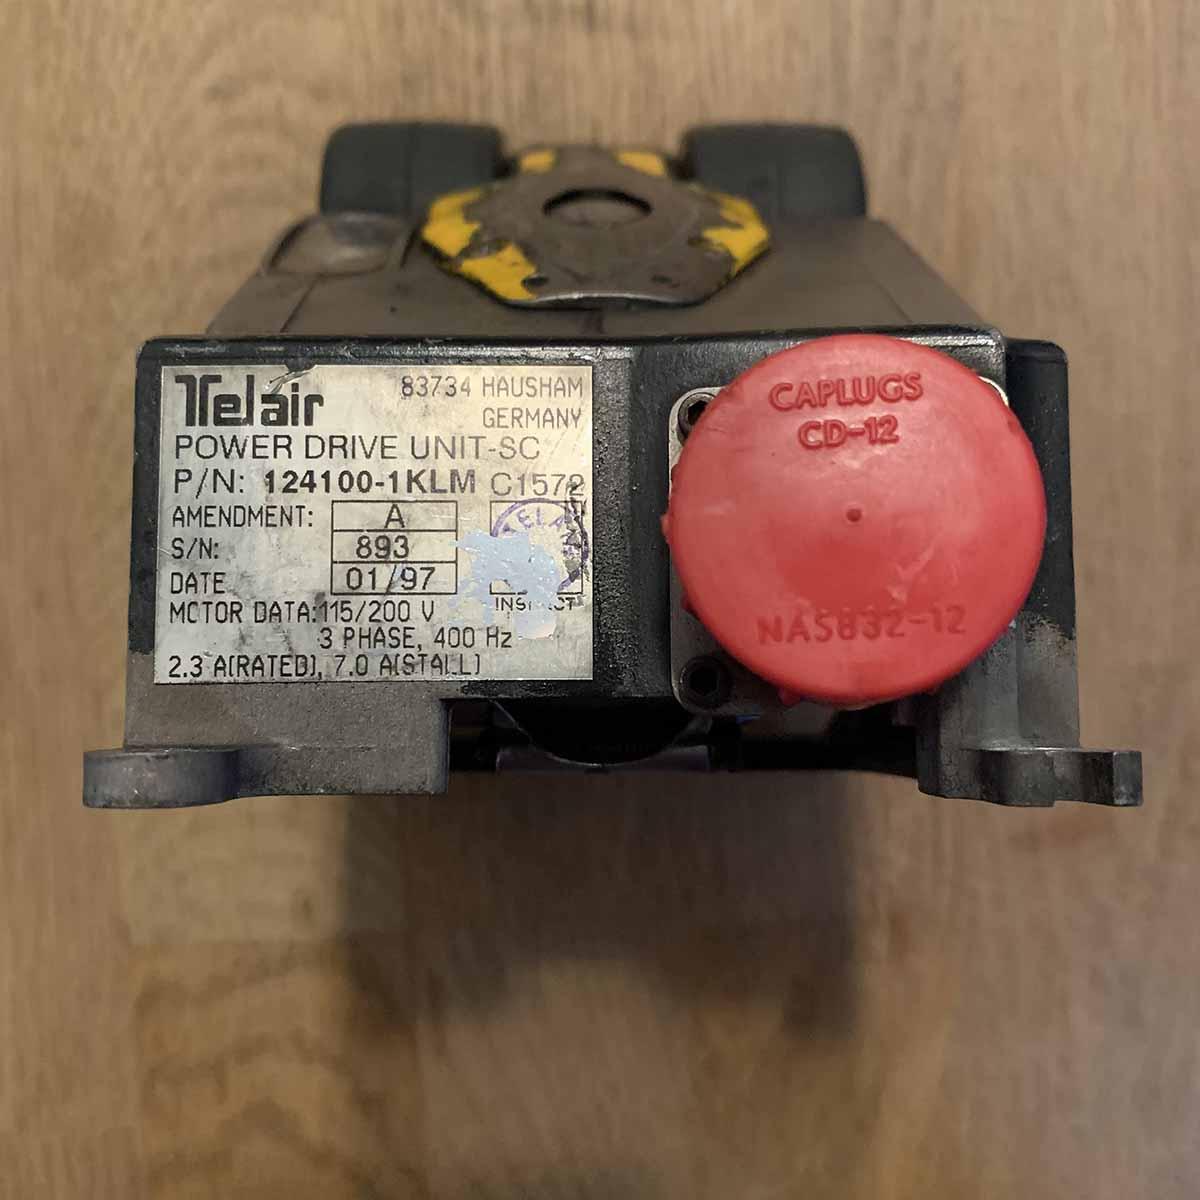 Telair
83734 HAUSHAM
GERMANY
POWER DRIVE UNIT-SC
P/N: 124100-1KLM C1572
AMENDMENT: A
S/N: 893
DATE 01/97
MOTOR DATA:115/200 V
3 PHASE, 400 Hz
2.3 A(RATED), 7.0 A(STALL)
CAPLUGS
CD-12
NAS832-12